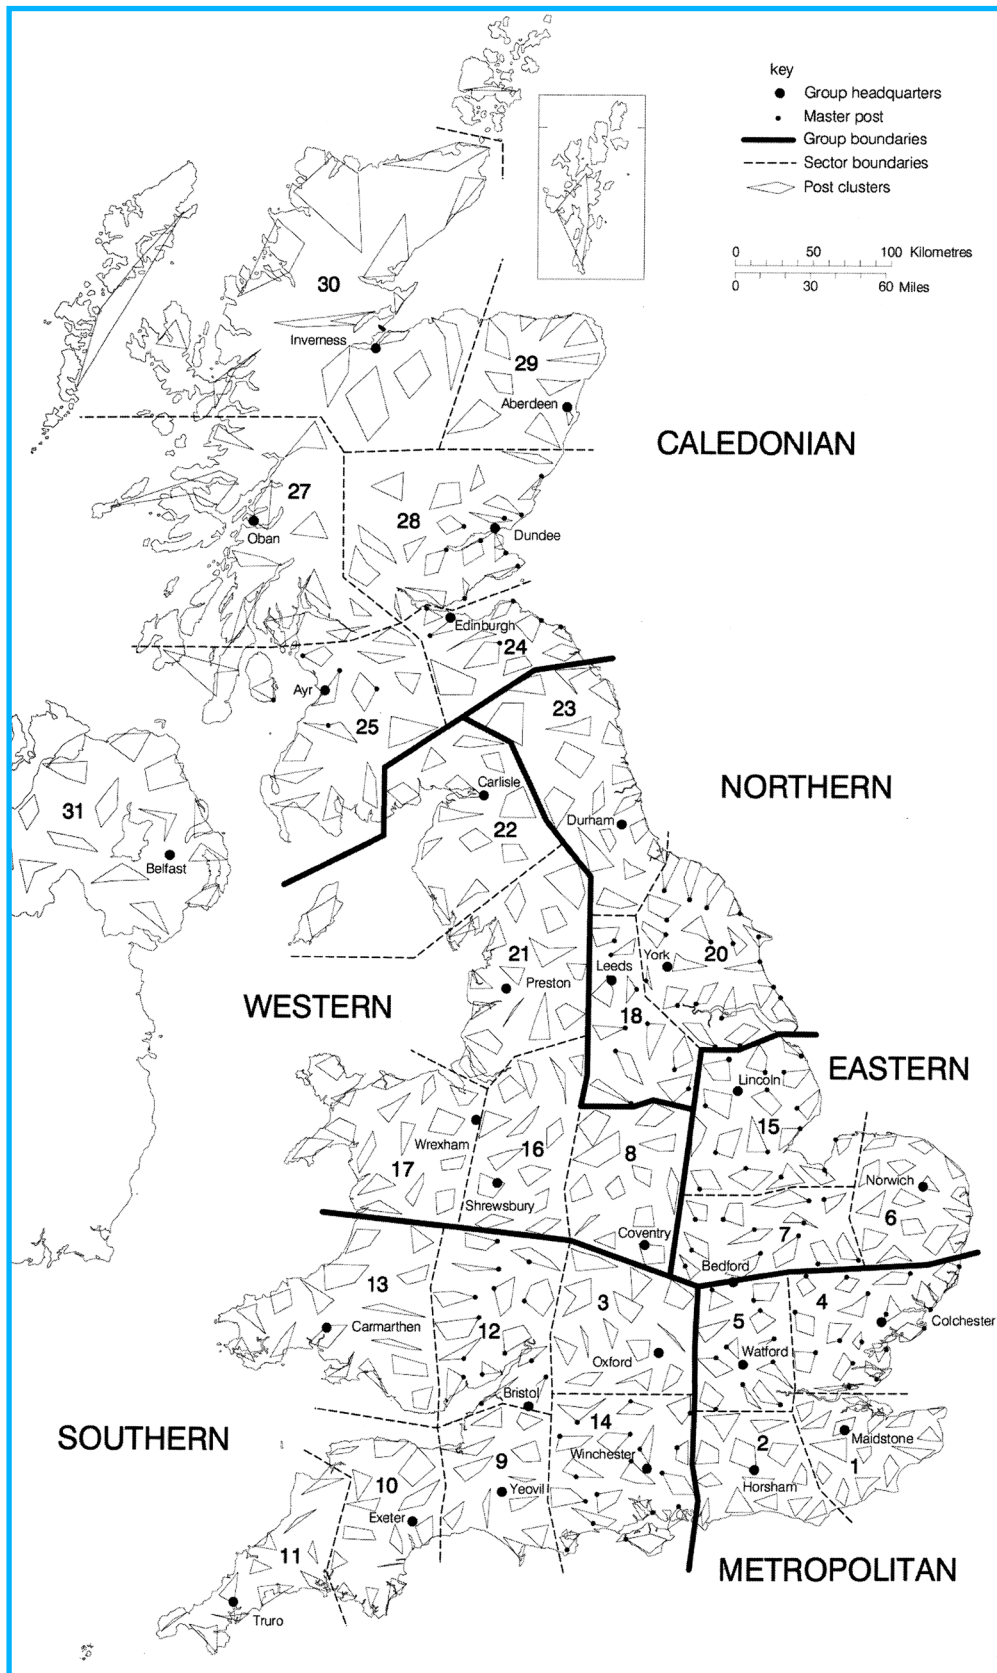 key
Group headquarters
Master post
Group boundaries
Sector boundaries
Post clusters
0 50 100 Kilometres
0 30 60 Miles
30
Inverness
29
Aberdeen
CALEDONIAN
27
28
Oban
Dundee
Edinburgh
24
Ayr
25
23
NORTHERN
Carlisle
31
22
Durham
Belfast
21
York
20
Leeds
Preston
WESTERN
18
EASTERN
Lincoln
15
Wrexham
16
8
17
Norwich
Shrewsbury
6
7
Coventry
Bedford
13
3
4
5
Colchester
Carmarthen
12
Watford
Oxford
Bristol
14
SOUTHERN
Maidstone
2
Winchester
9
1
10
Yeovil
Horsham
Exeter
11
METROPOLITAN
Truro